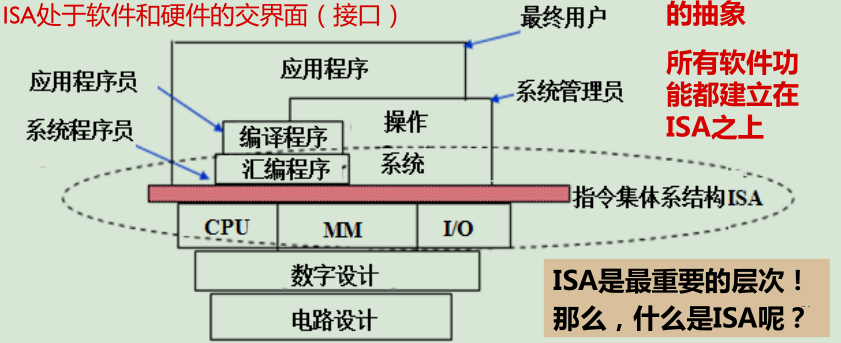 ISA处于软件和硬件的交界面（接口）
最终用户
的抽象
应用程序
所有软件功
能都建立在
ISA之上
应用程序员
系统管理员
系统程序员
编译程序
操作
汇编程序
系统
指令集体系结构ISA
CPU
MM
I/O
数字设计
电路设计
ISA是最重要的层次！
那么，什么是ISA呢？